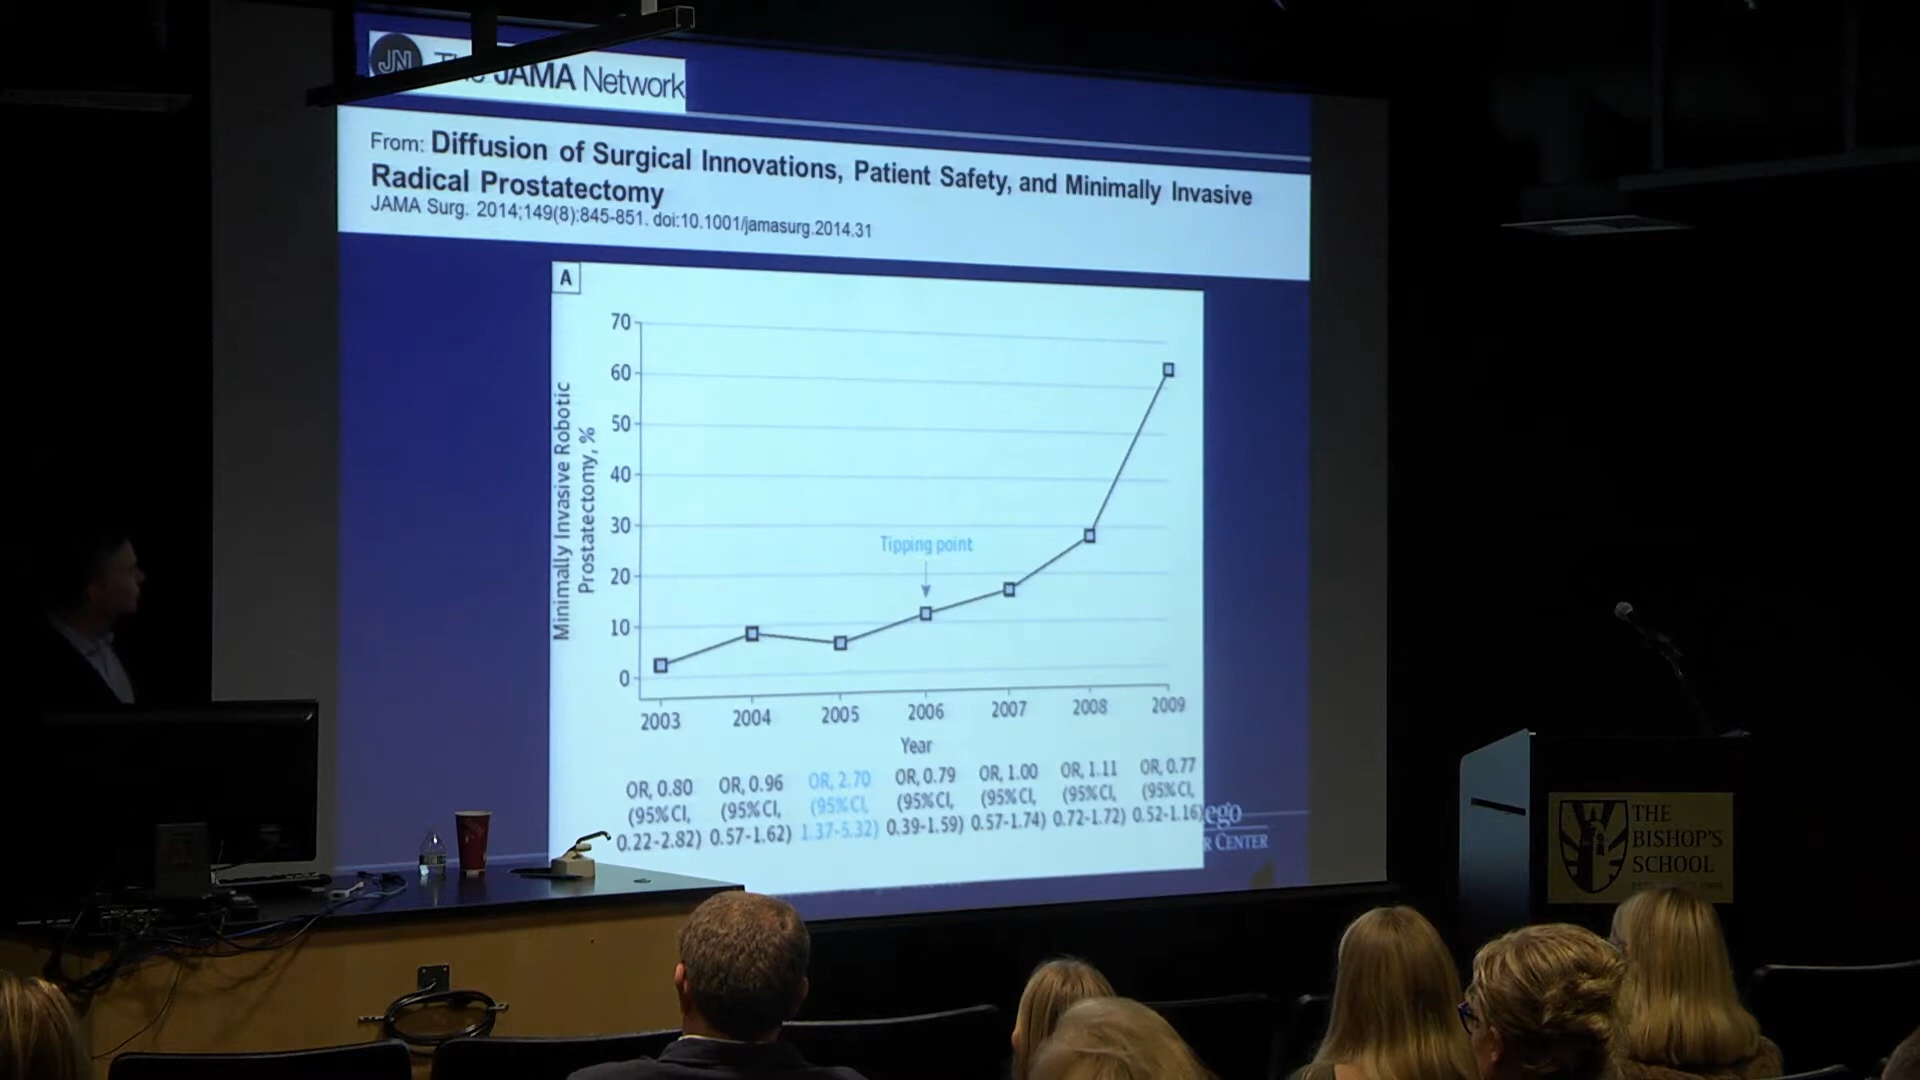 JN
JAMA Network
From: Diffusion of Surgical Innovations, Patient Safety, and Minimally Invasive
Radical Prostatectomy
JAMA Surg. 2014;149(8):845-851. doi:10.1001/jamasurg.2014.31
A
Minimally Invasive Robotic
Prostatectomy, %
70
60
50
40
30
20
10
0
Tipping point
2003 2004 2005 2006 2007 2008 2009
Year
OR, 0.80 OR, 0.96 OR, 2.70 OR, 0.79 OR, 1.00 OR, 1.11 OR, 0.77
(95%CI, (95%CI, (95%CI, (95%CI, (95%CI, (95%CI, (95%CI,
0.22-2.82) 0.57-1.62) 1.37-5.32) 0.39-1.59) 0.57-1.74) 0.72-1.72) 0.52-1.16)
ego
R CENTER
THE
BISHOP'S
SCHOOL